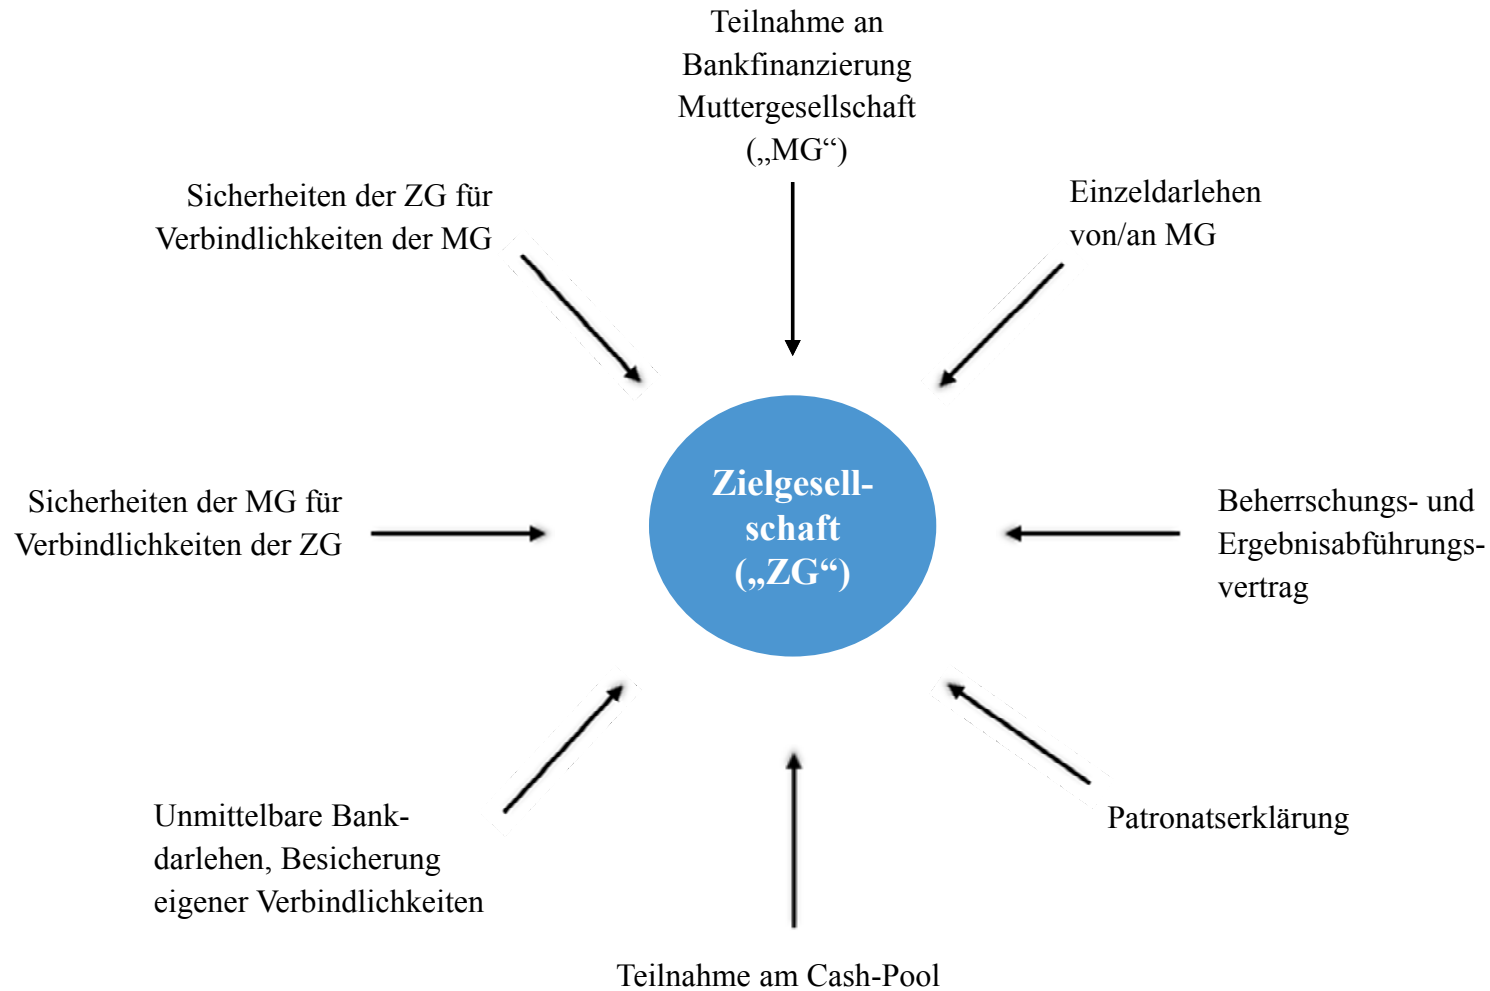 Teilnahme an
Bankfinanzierung
Muttergesellschaft
(„MG“)
Sicherheiten der ZG für
Verbindlichkeiten der MG
Einzeldarlehen
von/an MG
Zielgesell-
schaft
(„ZG“)
Sicherheiten der MG für
Verbindlichkeiten der ZG
Beherrschungs- und
Ergebnisabführungs-
vertrag
Unmittelbare Bank-
darlehen, Besicherung
eigener Verbindlichkeiten
Patronatserklärung
Teilnahme am Cash-Pool